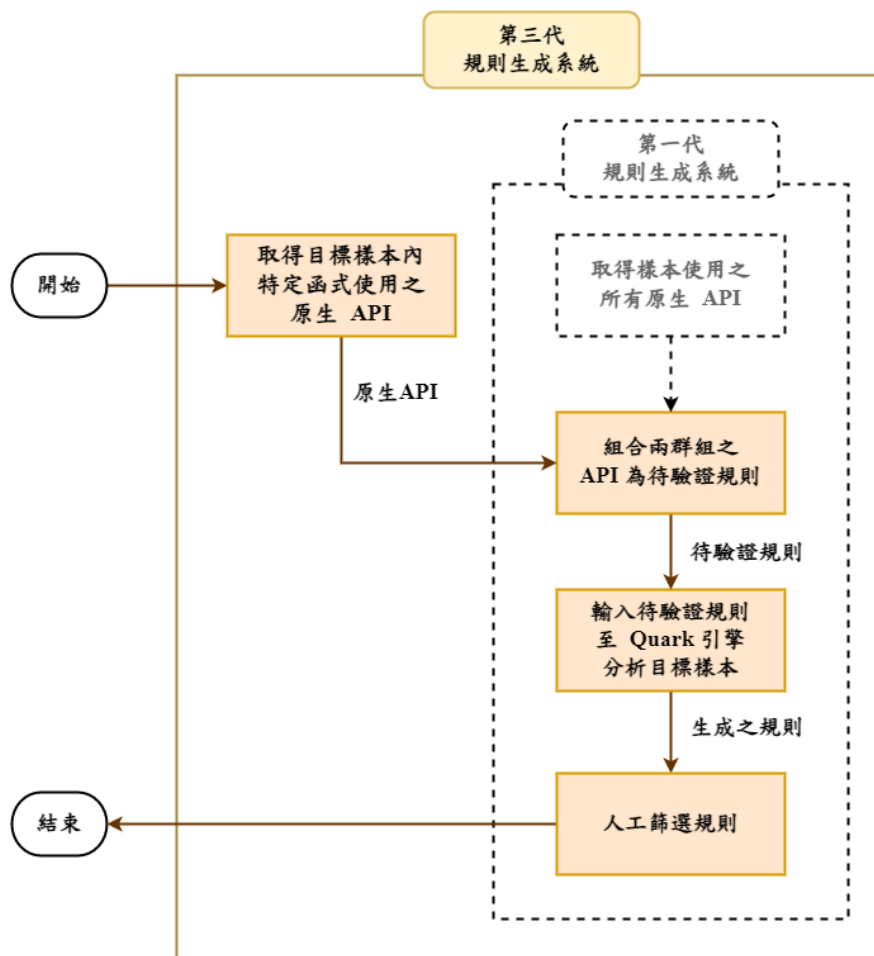 第三代
規則生成系統
第一代
規則生成系統
開始
取得目標樣本內
特定函式使用之
原生 API
取得樣本使用之
所有原生 API
原生API
組合兩群組之
API 為待驗證規則
待驗證規則
輸入待驗證規則
至 Quark 引擎
分析目標樣本
生成之規則
人工篩選規則
結束